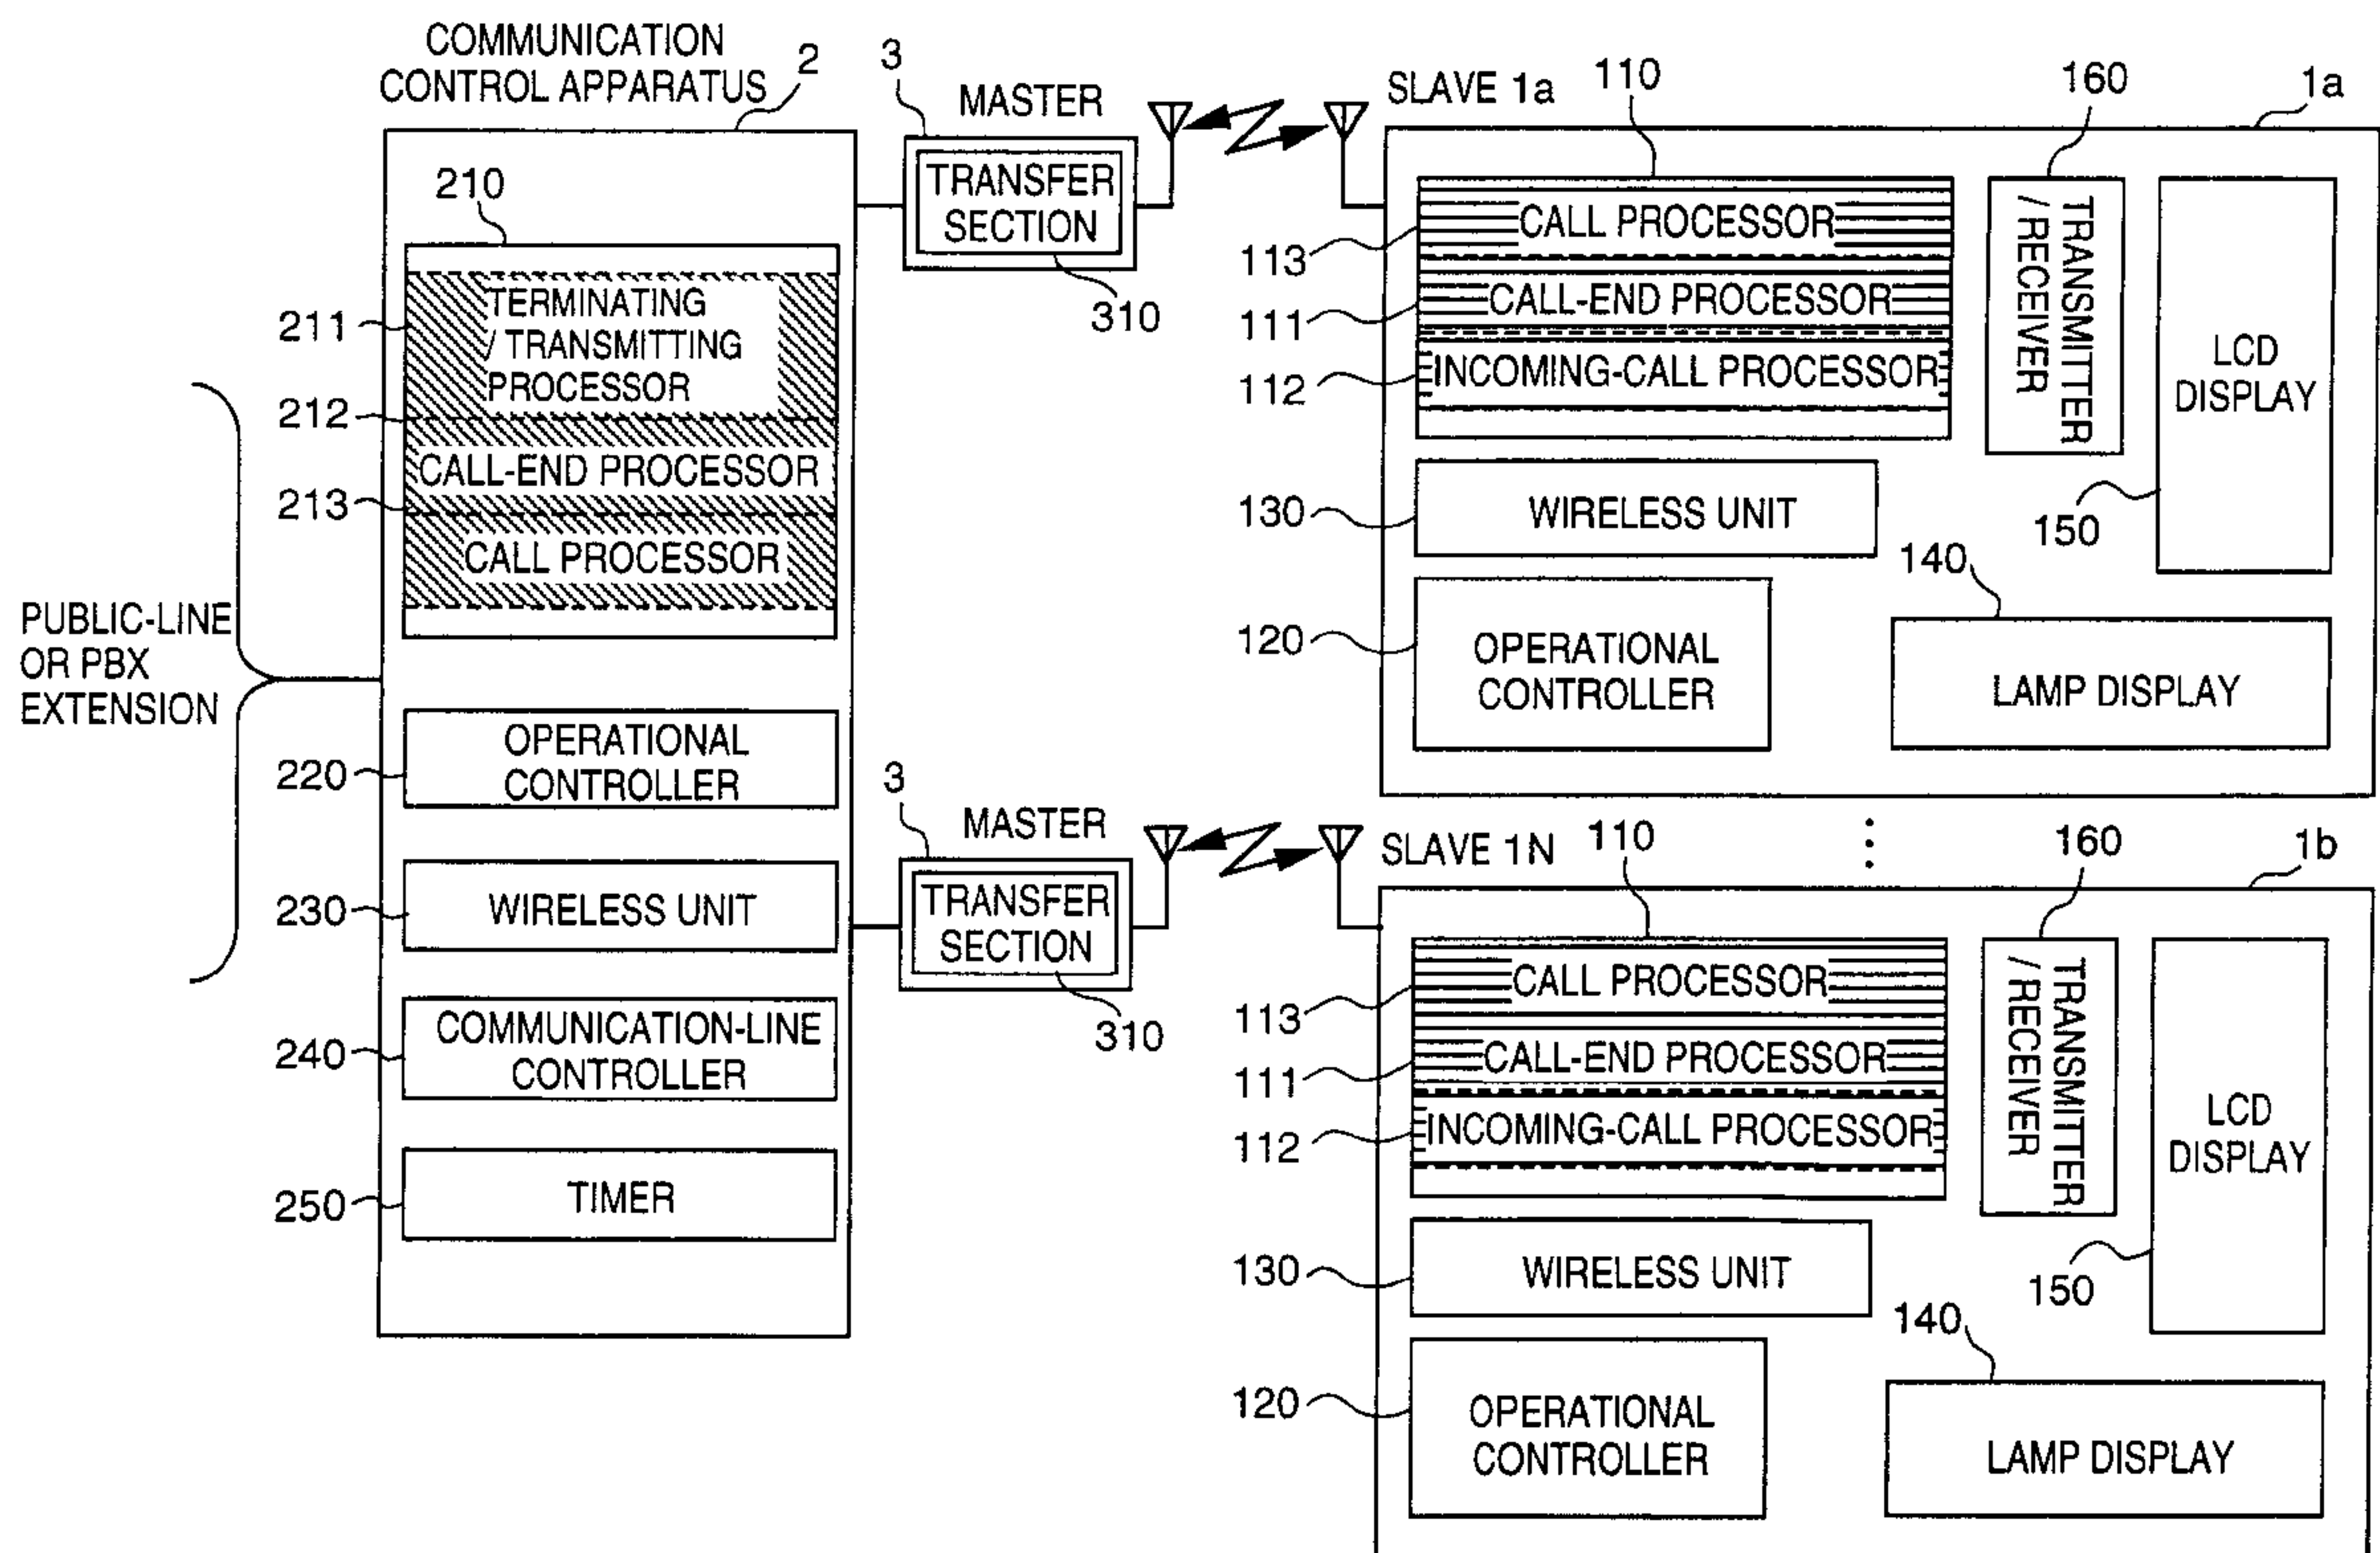 COMMUNICATION
CONTROL APPARATUS
2
210
211
TERMINATING
/ TRANSMITTING
PROCESSOR
212
CALL-END PROCESSOR
213
CALL PROCESSOR
PUBLIC-LINE
OR PBX
EXTENSION
220
OPERATIONAL
CONTROLLER
230
WIRELESS UNIT
240
COMMUNICATION-LINE
CONTROLLER
250
TIMER
3
MASTER
TRANSFER
SECTION
310
3
MASTER
TRANSFER
SECTION
310
SLAVE 1a
110
160
1a
113
CALL PROCESSOR
111
CALL-END PROCESSOR
112
INCOMING-CALL PROCESSOR
TRANSMITTER
/ RECEIVER
LCD
DISPLAY
150
130
WIRELESS UNIT
140
120
OPERATIONAL
CONTROLLER
LAMP DISPLAY
SLAVE 1N
110
160
1b
113
CALL PROCESSOR
111
CALL-END PROCESSOR
112
INCOMING-CALL PROCESSOR
TRANSMITTER
/ RECEIVER
LCD
DISPLAY
150
130
WIRELESS UNIT
140
120
OPERATIONAL
CONTROLLER
LAMP DISPLAY